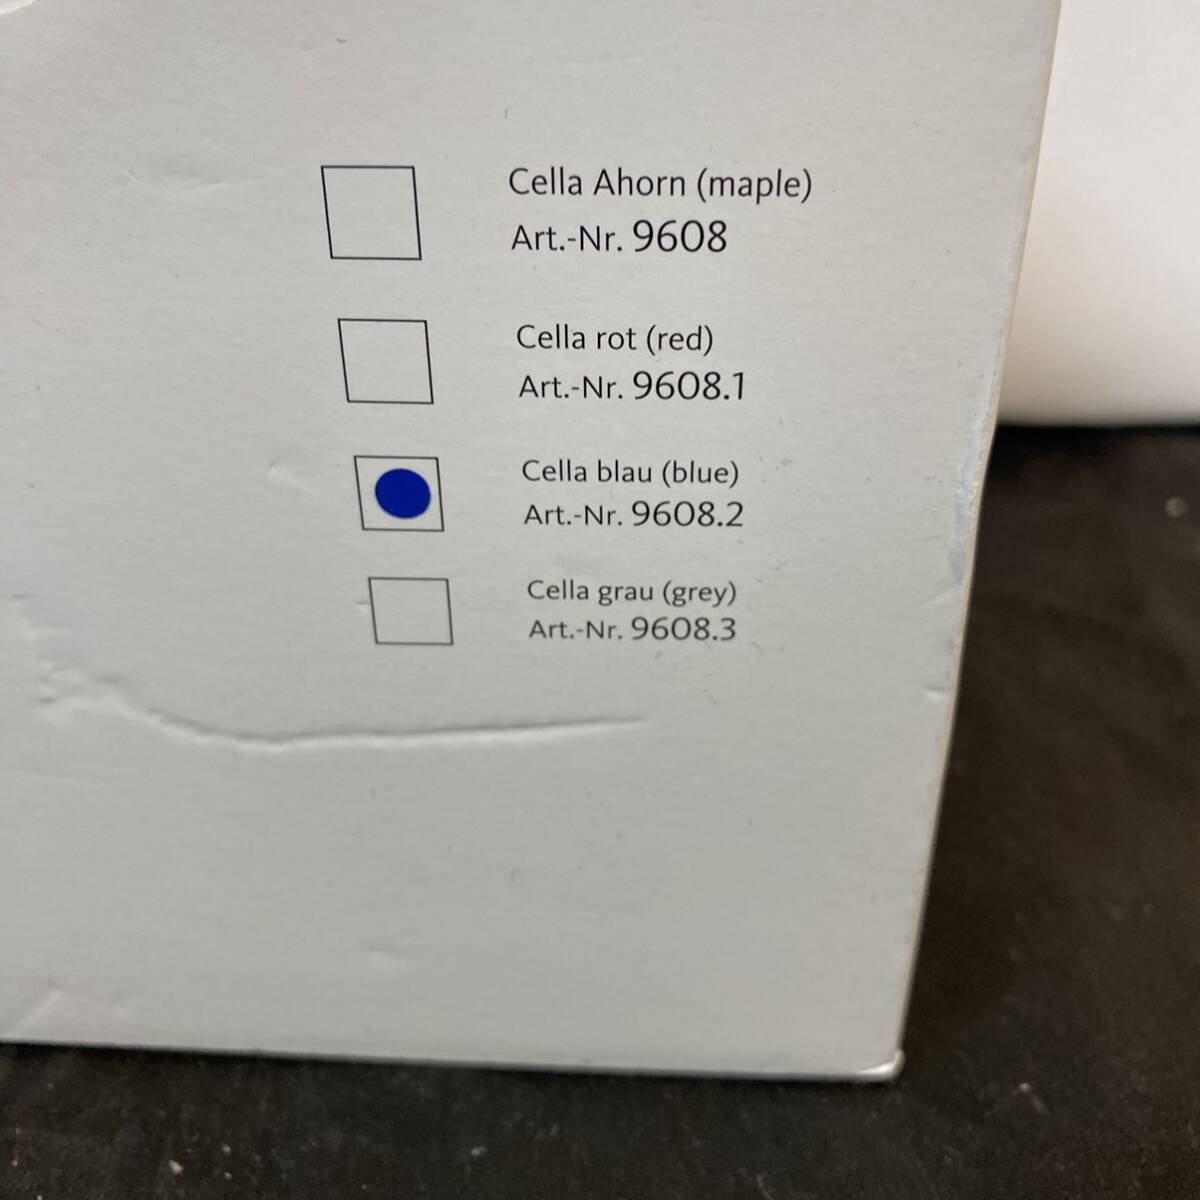 Cella Ahorn (maple)
Art.-Nr. 9608
Cella rot (red)
Art.-Nr. 9608.1
Cella blau (blue)
Art.-Nr. 9608.2
Cella grau (grey)
Art.-Nr. 9608.3